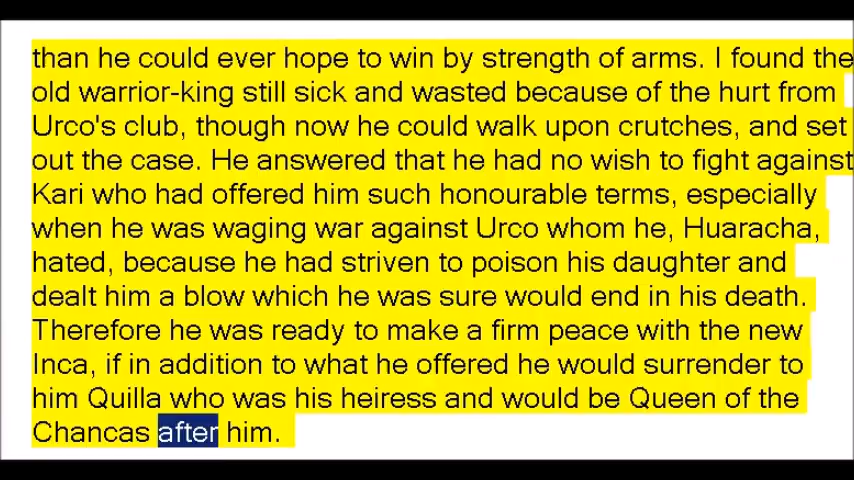 than he could ever hope to win by strength of arms. I found the
old warrior-king still sick and wasted because of the hurt from
Urco's club, though now he could walk upon crutches, and set
out the case. He answered that he had no wish to fight against
Kari who had offered him such honourable terms, especially
when he was waging war against Urco whom he, Huaracha,
hated, because he had striven to poison his daughter and
dealt him a blow which he was sure would end in his death.
Therefore he was ready to make a firm peace with the new
Inca, if in addition to what he offered he would surrender to
him Quilla who was his heiress and would be Queen of the
Chancas after him.